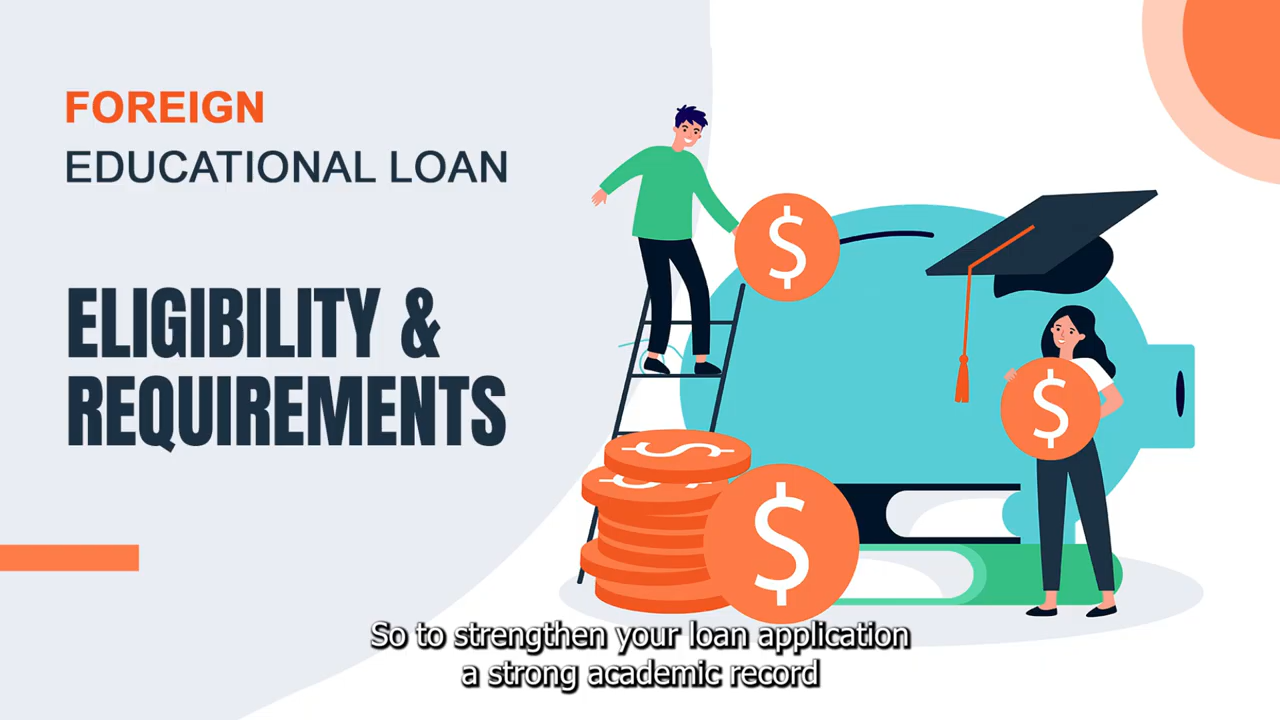 FOREIGN
EDUCATIONAL LOAN
ELIGIBILITY &
REQUIREMENTS
$
$
$
$
So to strengthen your loan application
a strong academic record